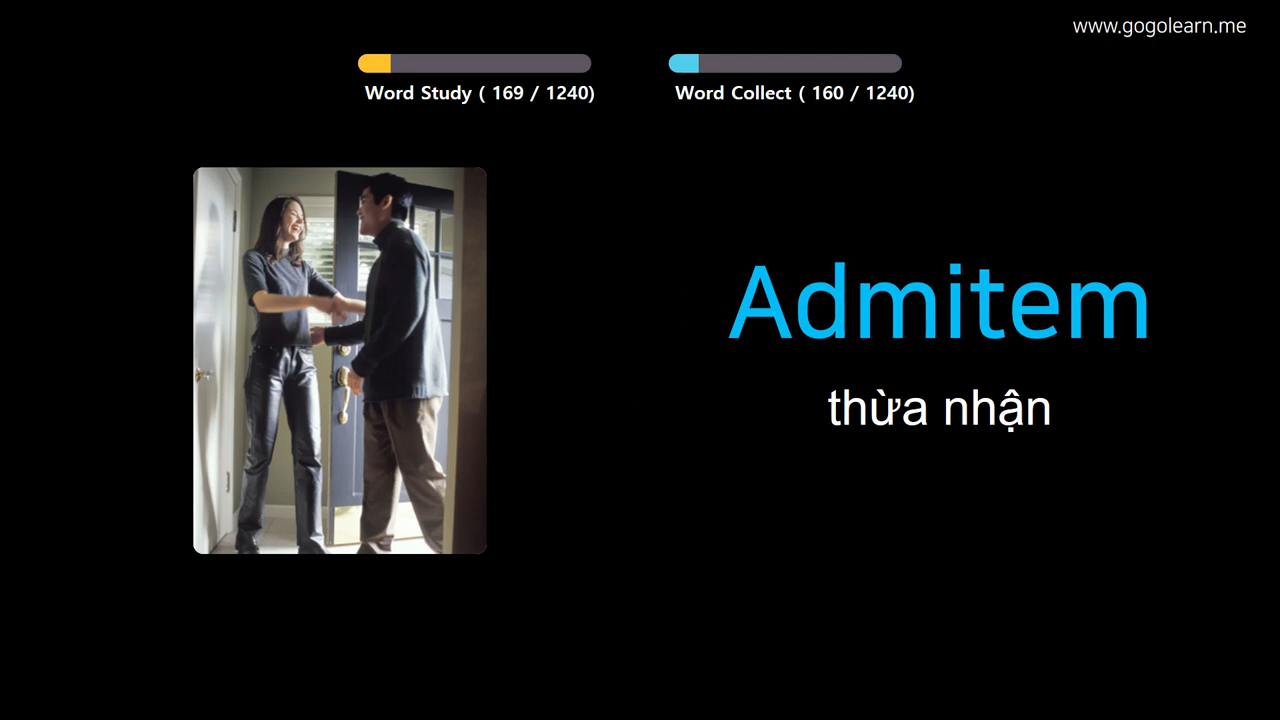 www.gogolearn.me
Word Study ( 169 / 1240)
Word Collect ( 160 / 1240)
Admitem
thừa nhận